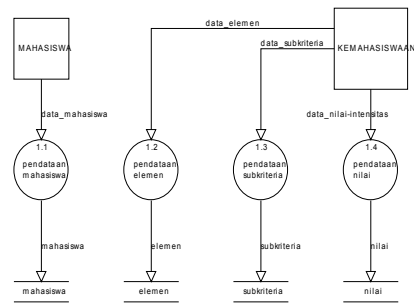 data_elemen
data_subkriteria
MAHASISWA
KEMAHASISWAAN
data_mahasiswa
data_nilai-intensitas
1.1
pendataan
mahasiswa
1.2
pendataan
elemen
1.3
pendataan
subkriteria
1.4
pendataan
nilai
mahasiswa
elemen
subkriteria
nilai
mahasiswa
elemen
subkriteria
nilai